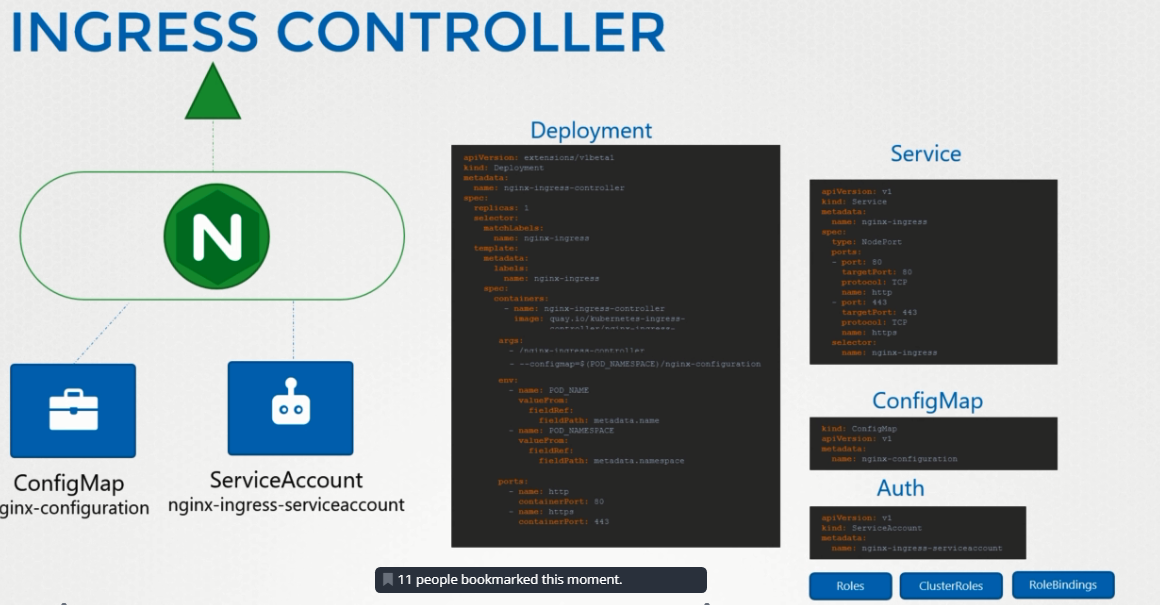 INGRESS CONTROLLER
N
ConfigMap
ginx-configuration
ServiceAccount
nginx-ingress-serviceaccount
Deployment
apiVersion: extensions/v1beta1
kind: Deployment
metadata:
  name: nginx-ingress-controller
spec:
  replicas: 1
  selector:
    matchLabels:
      name: nginx-ingress
  template:
    metadata:
      labels:
        name: nginx-ingress
    spec:
      containers:
        - name: nginx-ingress-controller
          image: quay.io/kubernetes-ingress-
                 controller/nginx-ingress-
      args:
        - /nginx-ingress-controller
        - --configmap=$(POD_NAMESPACE)/nginx-configuration
      env:
        - name: POD_NAME
          valueFrom:
            fieldRef:
              fieldPath: metadata.name
        - name: POD_NAMESPACE
          valueFrom:
            fieldRef:
              fieldPath: metadata.namespace
      ports:
        - name: http
          containerPort: 80
        - name: https
          containerPort: 443
Service
apiVersion: v1
kind: Service
metadata:
  name: nginx-ingress
spec:
  type: NodePort
  ports:
  - port: 80
    targetPort: 80
    protocol: TCP
    name: http
  - port: 443
    targetPort: 443
    protocol: TCP
    name: https
  selector:
    name: nginx-ingress
ConfigMap
kind: ConfigMap
apiVersion: v1
metadata:
  name: nginx-configuration
Auth
apiVersion: v1
kind: ServiceAccount
metadata:
  name: nginx-ingress-serviceaccount
Roles
ClusterRoles
RoleBindings
11 people bookmarked this moment.